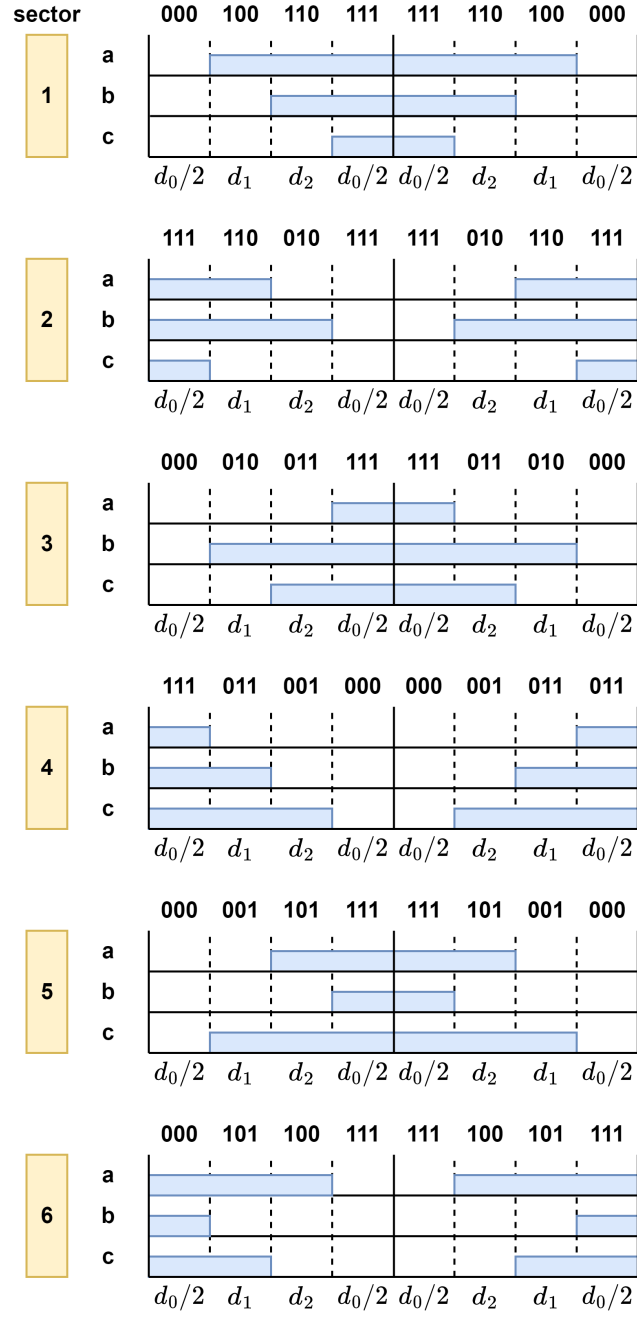 sector 000 100 110 111 111 110 100 000
a
1 b
c
d₀/2 d₁ d₂ d₀/2 d₀/2 d₂ d₁ d₀/2
111 110 010 111 111 010 110 111
a
2 b
c
d₀/2 d₁ d₂ d₀/2 d₀/2 d₂ d₁ d₀/2
000 010 011 111 111 011 010 000
a
3 b
c
d₀/2 d₁ d₂ d₀/2 d₀/2 d₂ d₁ d₀/2
111 011 001 000 000 001 011 011
a
4 b
c
d₀/2 d₁ d₂ d₀/2 d₀/2 d₂ d₁ d₀/2
000 001 101 111 111 101 001 000
a
5 b
c
d₀/2 d₁ d₂ d₀/2 d₀/2 d₂ d₁ d₀/2
000 101 100 111 111 100 101 111
a
6 b
c
d₀/2 d₁ d₂ d₀/2 d₀/2 d₂ d₁ d₀/2